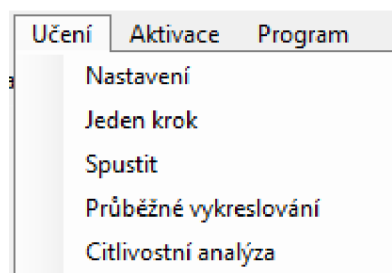 Učení Aktivace Program
Nastavení
Jeden krok
Spustit
Průběžné vykreslování
Citlivostní analýza